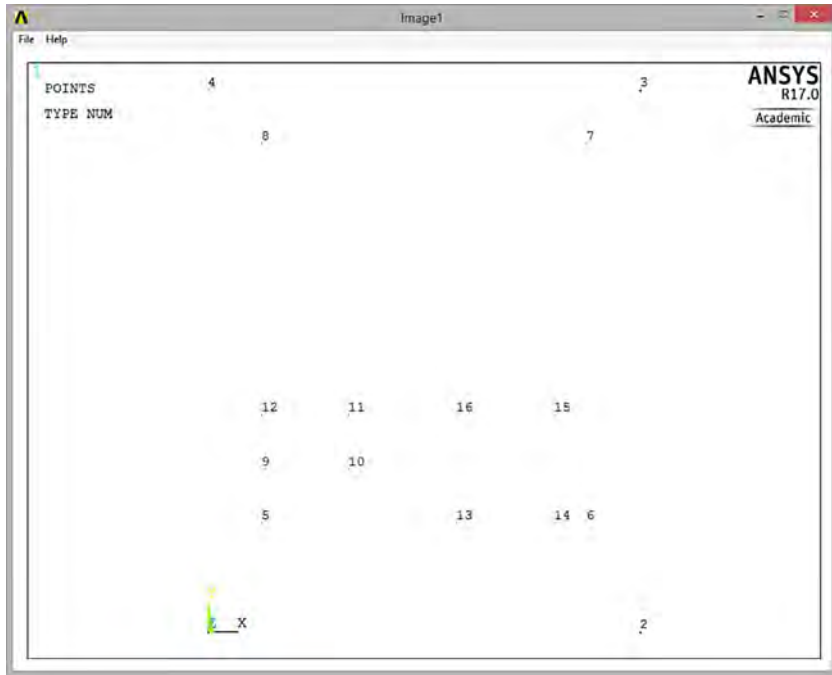 Image1
File Help
POINTS
TYPE NUM
ANSYS
R17.0
Academic
4 3
8 7
12 11 16 15
9 10
5 13 14 6
X
2